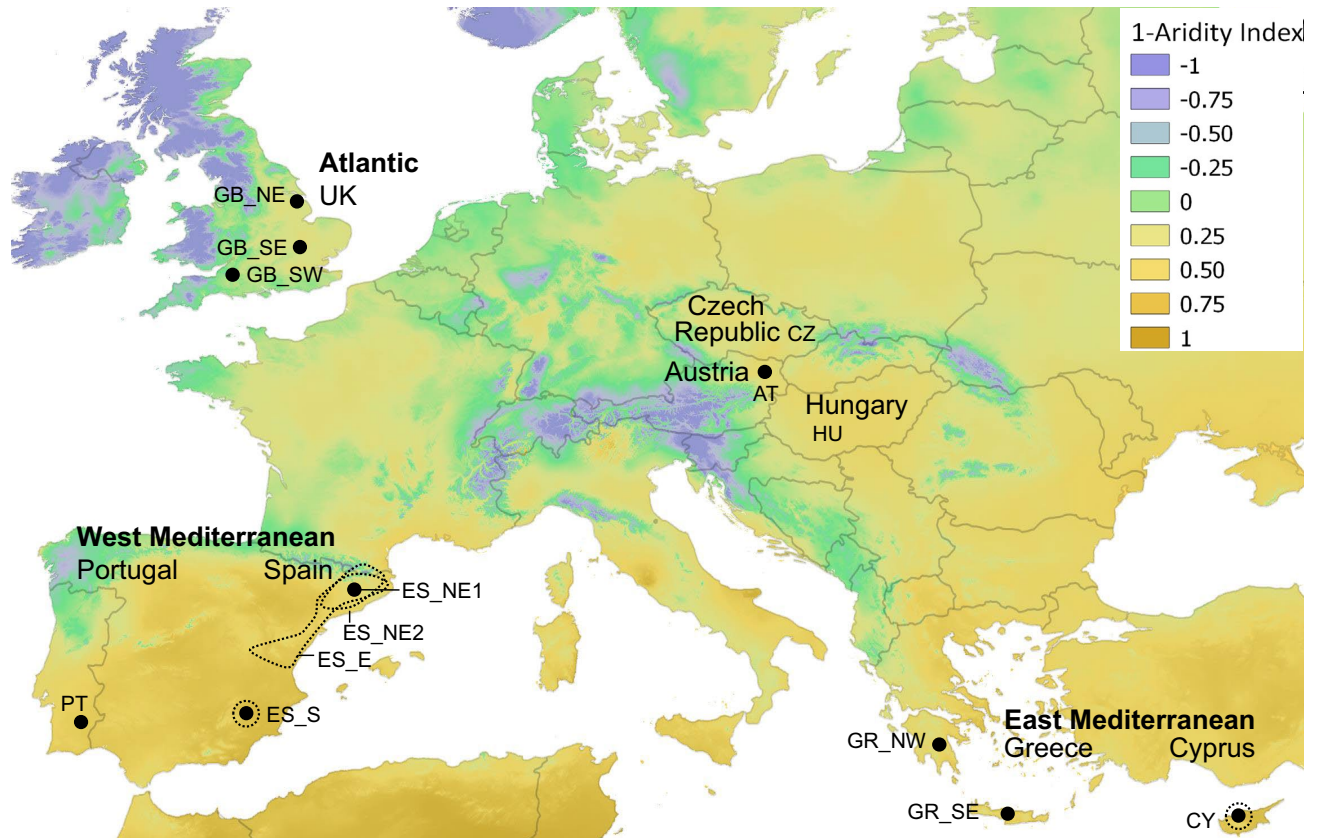 1-Aridity Index
-1
-0.75
-0.50
-0.25
0
0.25
0.50
0.75
1
Atlantic
UK
GB_NE
GB_SE
GB_SW
Czech
Republic CZ
Austria
AT
Hungary
HU
West Mediterranean
Portugal Spain
ES_NE1
ES_NE2
ES_E
PT
ES_S
East Mediterranean
Greece Cyprus
GR_NW
GR_SE
CY